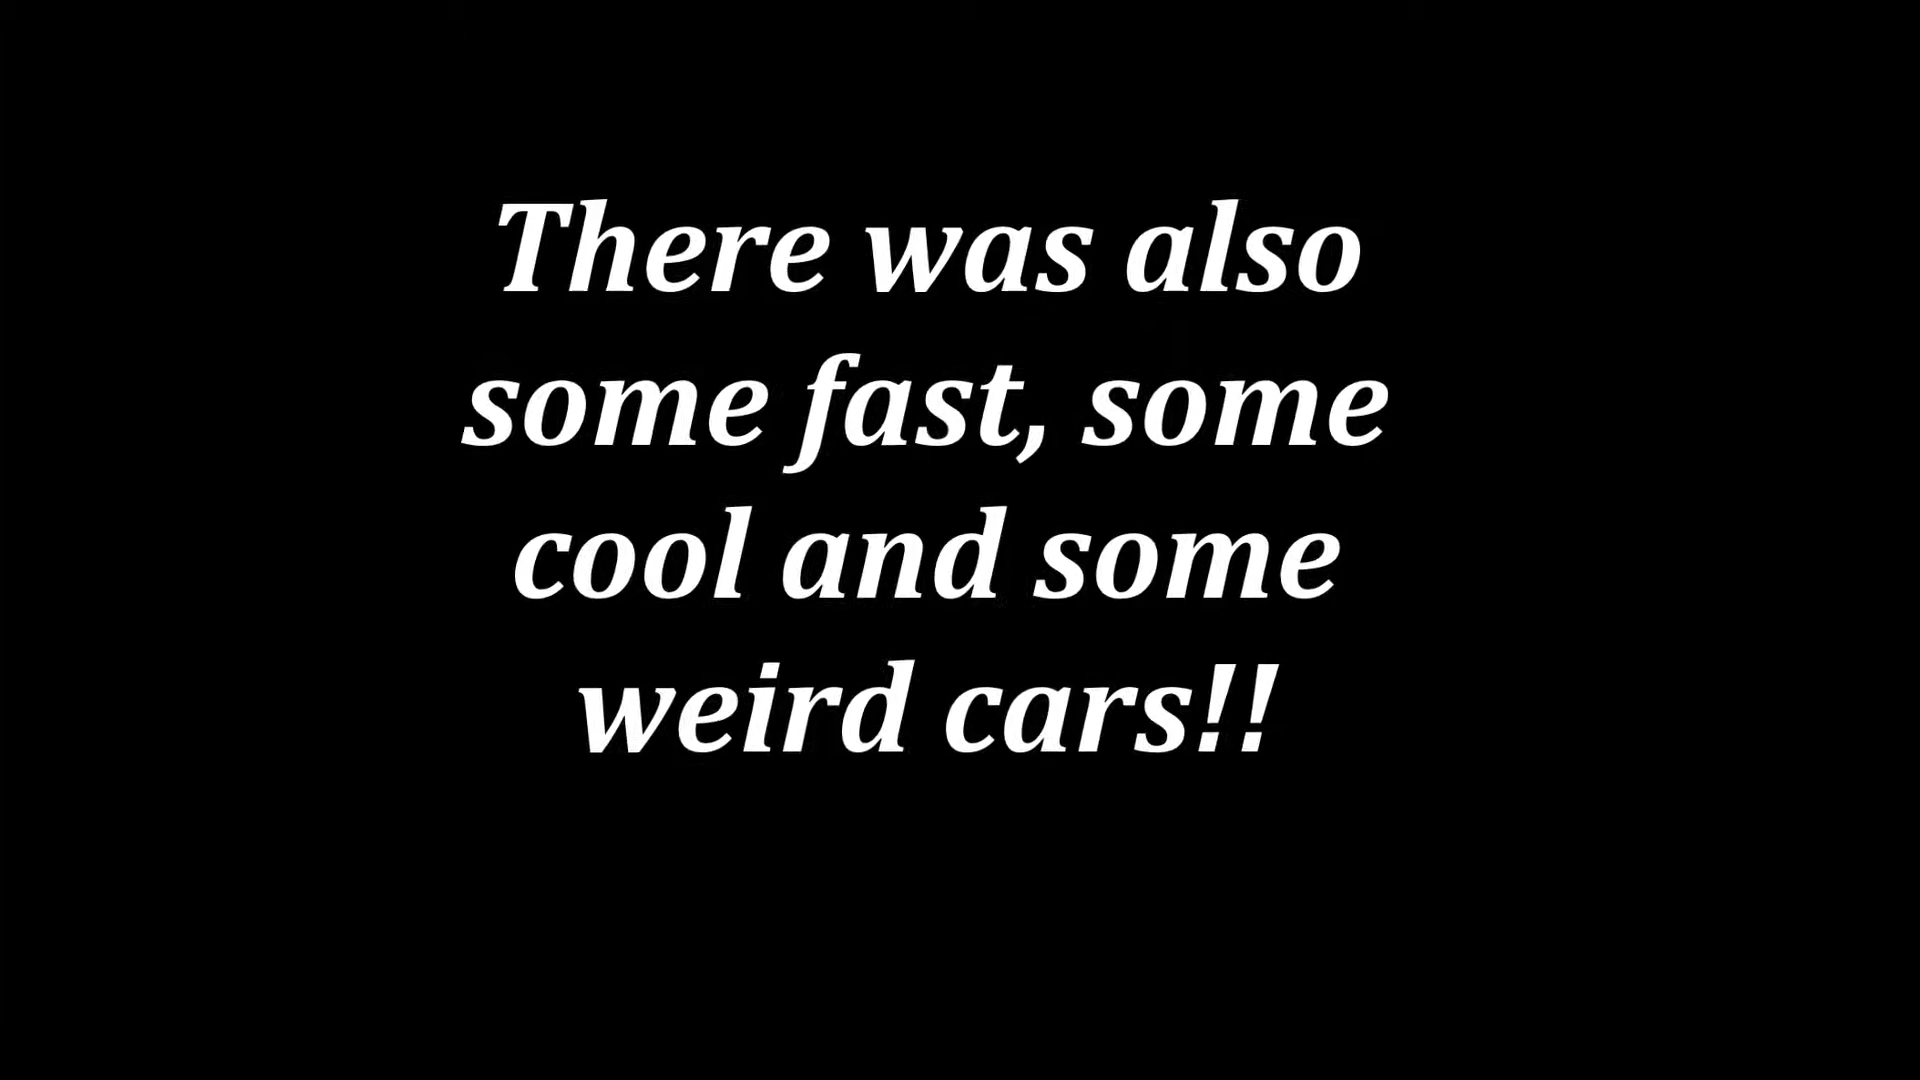 There was also
some fast, some
cool and some
weird cars!!